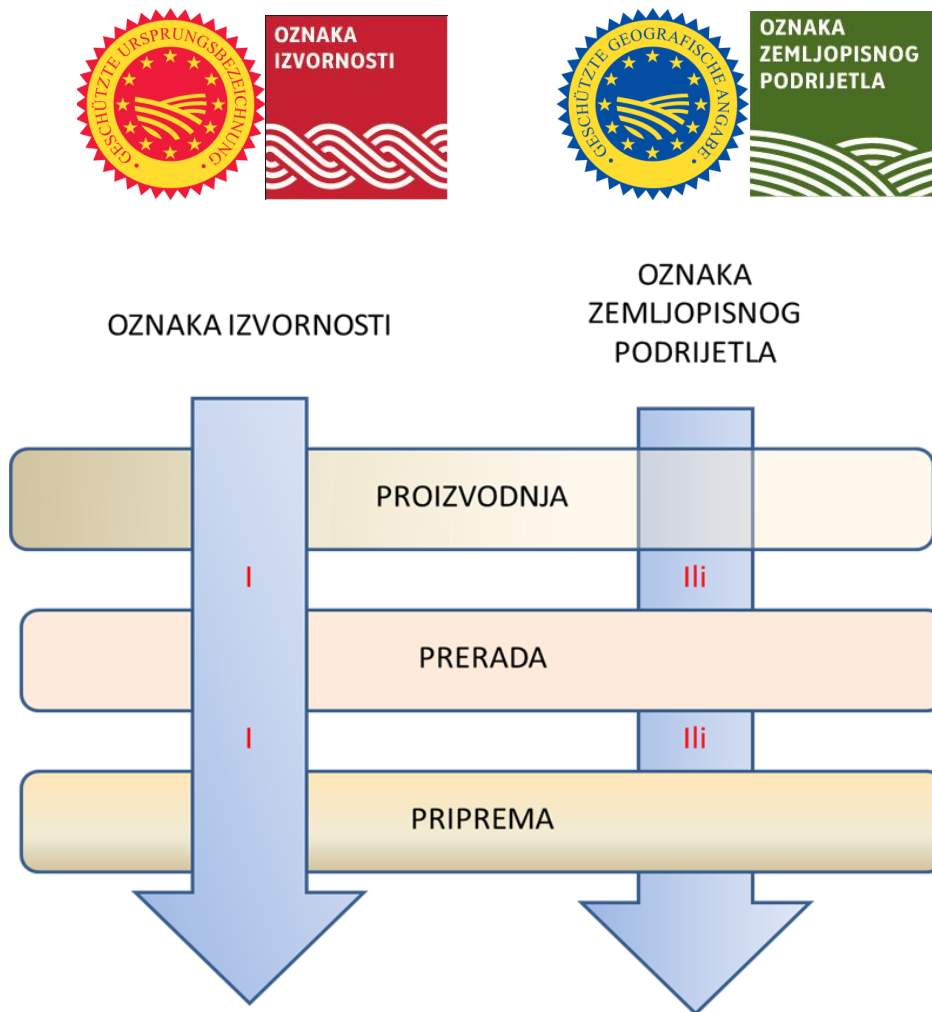 GESCHÜTZTE URSPRUNGSBEZEICHNUNG
OZNAKA
IZVORNOSTI
GESCHÜTZTE GEOGRAFISCHE ANGABE
OZNAKA
ZEMLJOPISNOG
PODRIJETLA
OZNAKA IZVORNOSTI
OZNAKA
ZEMLJOPISNOG
PODRIJETLA
PROIZVODNJA
I
Ili
PRERADA
I
Ili
PRIPREMA